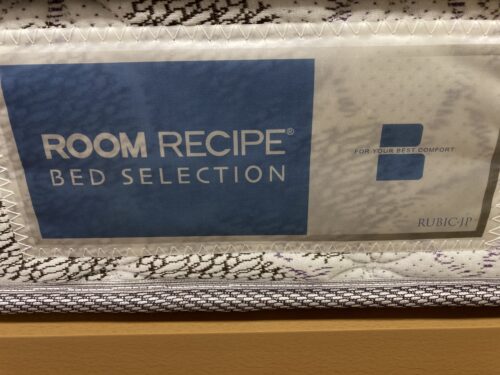 ROOM RECIPE®
BED SELECTION
FOR YOUR BEST COMFORT
RUBIC-JP